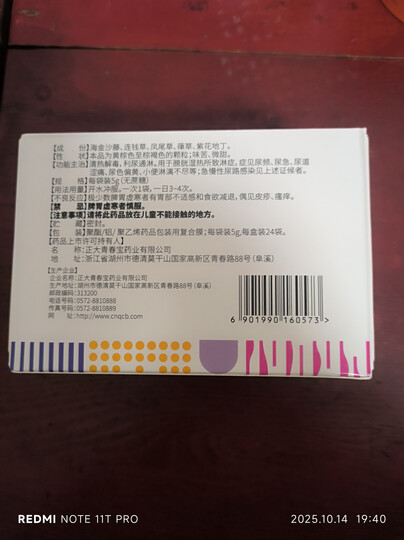 【成　　份】海金沙藤、连钱草、凤尾草、葎草、紫花地丁。
【性　　状】本品为黄棕色至棕褐色的颗粒;味苦、微甜。
【功能主治】清热解毒,利尿通淋。用于膀胱湿热所致淋症,症见尿频、尿急、尿道
涩痛、尿色偏黄、小便淋漓不尽等;急慢性尿路感染见上述证候者。
【规　　格】每袋装5g(无蔗糖)
【用法用量】开水冲服。一次1袋,一日3~4次。
【不良反应】极少数脾胃虚寒者有胃部不适感和食欲减退,偶见皮疹、瘙痒。
【禁　　忌】脾胃虚寒者慎服。
【注意事项】请将此药品放在儿童不能接触的地方。
【贮　　藏】密封。
【包　　装】聚酯/铝/聚乙烯药品包装用复合膜;每袋装5g,每盒装24袋。
【药品上市许可持有人】
名　　称:正大青春宝药业有限公司
地　　址:浙江省湖州市德清莫干山国家高新区青春路88号(阜溪)
【生产企业】
企业名称:正大青春宝药业有限公司
生产地址:湖州市德清莫干山国家高新区青春路88号(阜溪)
邮政编码:313200
电话号码:0572-8810888
传真号码:0572-8810889
网　　址:http://www.cnqcb.com
6 901990 160573>
REDMI NOTE 11T PRO
2025.10.14 19:40